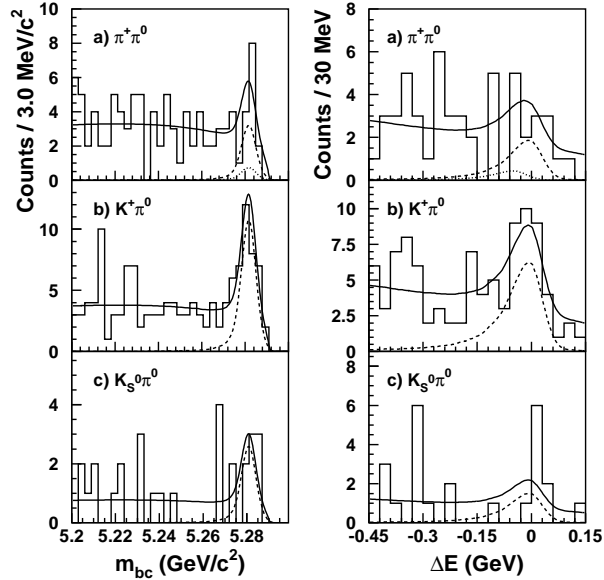 Counts / 3.0 MeV/c²
10
8
6
4
2
0
a) π⁺π⁰
10
5
0
b) K⁺π⁰
6
4
2
0
c) K_S⁰π⁰
5.2 5.22 5.24 5.26 5.28
m_bc (GeV/c²)
Counts / 30 MeV
8
6
4
2
0
a) π⁺π⁰
10
7.5
5
2.5
0
b) K⁺π⁰
8
6
4
2
0
c) K_S⁰π⁰
-0.45 -0.3 -0.15 0 0.15
ΔE (GeV)